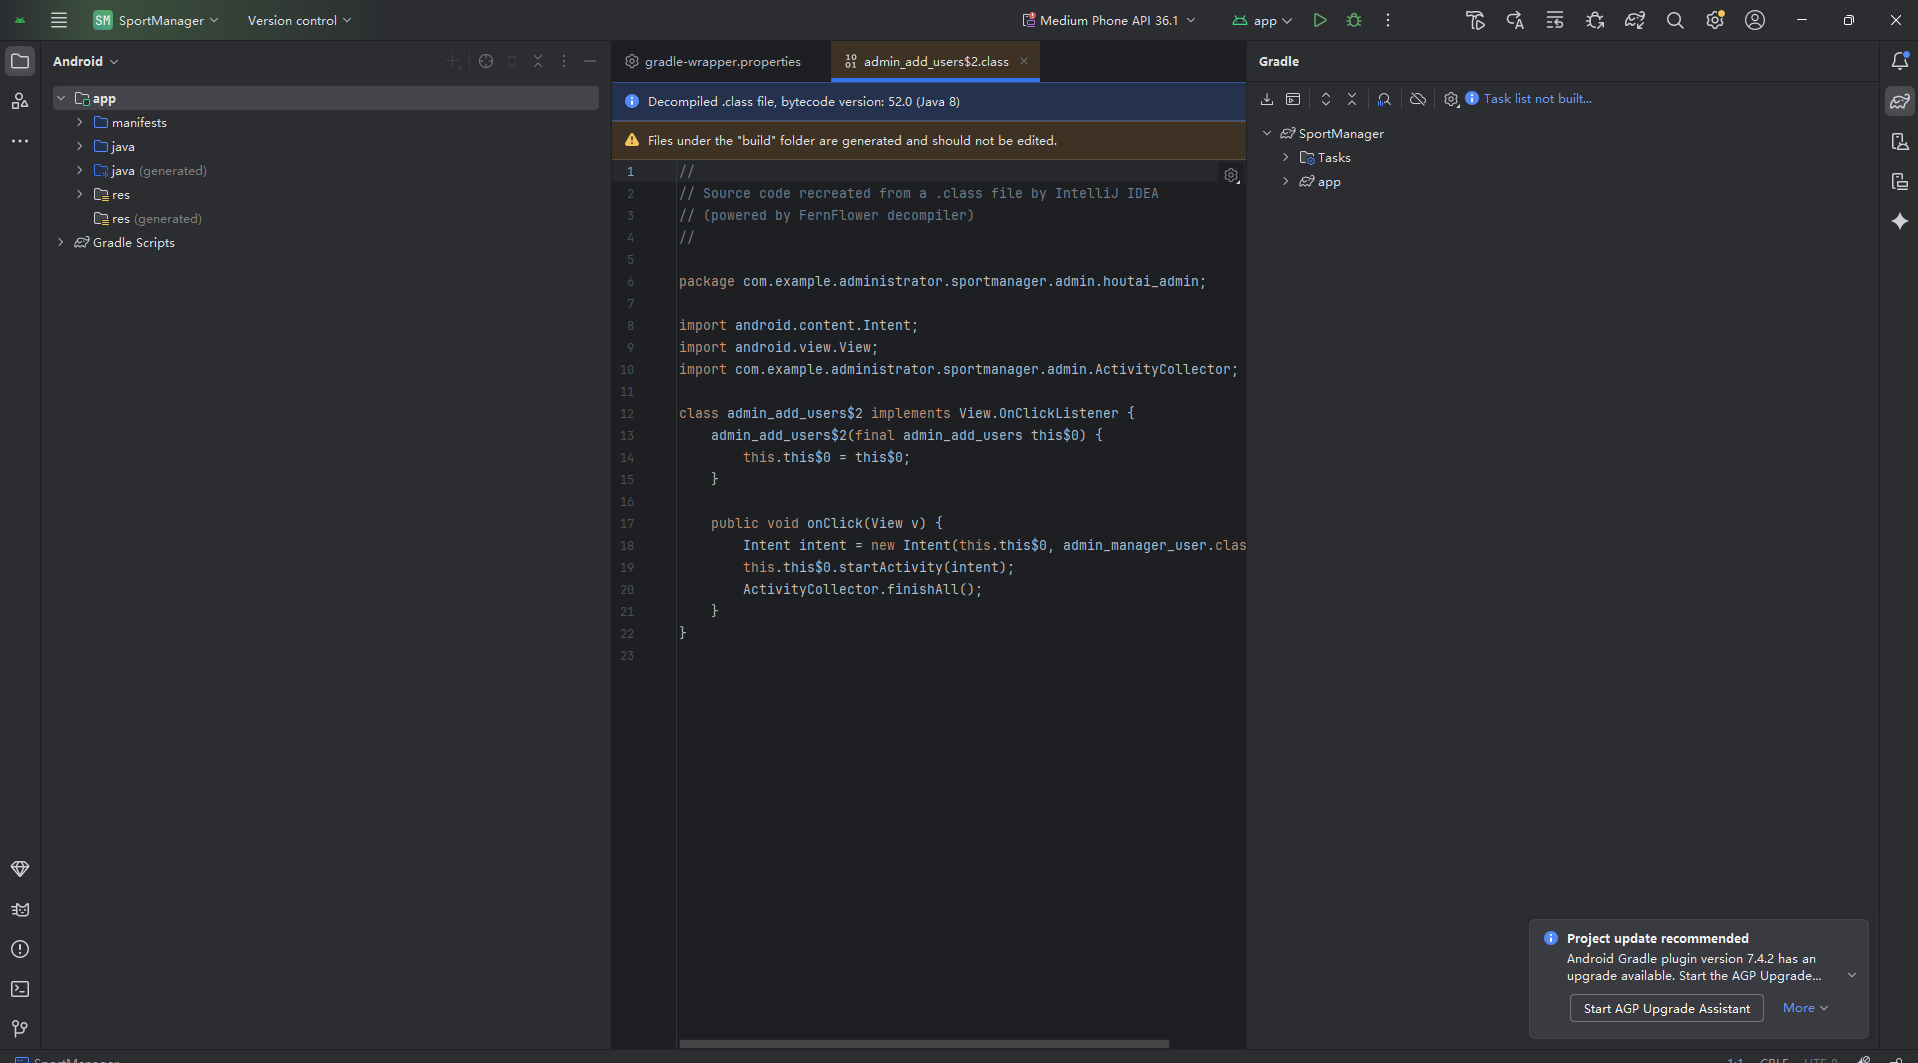 SM SportManager
Version control
Medium Phone API 36.1
app
Android
app
manifests
java
java (generated)
res
res (generated)
Gradle Scripts
gradle-wrapper.properties
admin_add_users$2.class
Decompiled .class file, bytecode version: 52.0 (Java 8)
Files under the "build" folder are generated and should not be edited.
1 //
2 // Source code recreated from a .class file by IntelliJ IDEA
3 // (powered by FernFlower decompiler)
4 //
5
6 package com.example.administrator.sportmanager.admin.houtai_admin;
7
8 import android.content.Intent;
9 import android.view.View;
10 import com.example.administrator.sportmanager.admin.ActivityCollector;
11
12 class admin_add_users$2 implements View.OnClickListener {
13     admin_add_users$2(final admin_add_users this$0) {
14         this.this$0 = this$0;
15     }
16
17     public void onClick(View v) {
18         Intent intent = new Intent(this.this$0, admin_manager_user.clas
19         this.this$0.startActivity(intent);
20         ActivityCollector.finishAll();
21     }
22 }
23
Gradle
Task list not built...
SportManager
Tasks
app
Project update recommended
Android Gradle plugin version 7.4.2 has an
upgrade available. Start the AGP Upgrade...
Start AGP Upgrade Assistant
More
SportManager
1:1 CRLF UTF-8